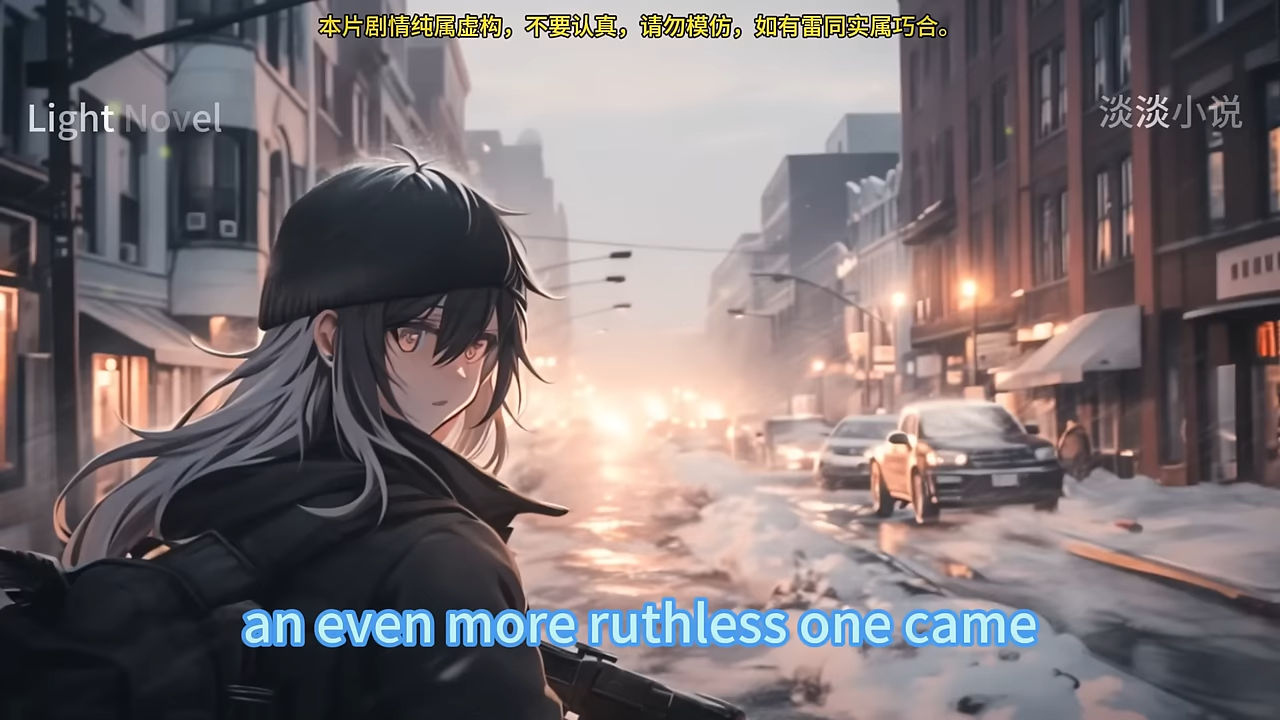 本片剧情纯属虚构，不要认真，请勿模仿，如有雷同实属巧合。
Light Novel
淡淡小说
an even more ruthless one came